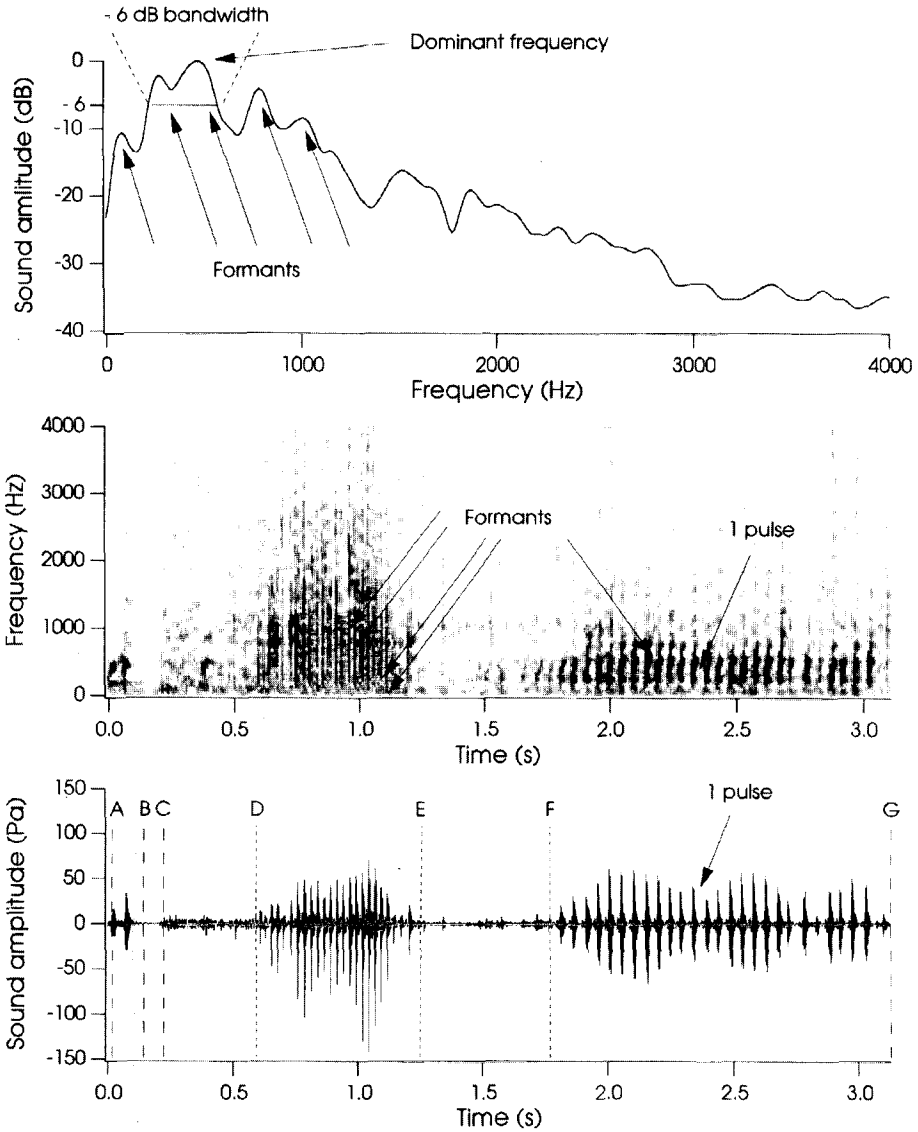 - 6 dB bandwidth
Dominant frequency
0
- 6
-10
-20
-30
-40
Sound amlitude (dB)
Formants
0
1000
2000
3000
4000
Frequency (Hz)
4000
3000
2000
1000
0
Frequency (Hz)
Formants
1 pulse
0.0
0.5
1.0
1.5
2.0
2.5
3.0
Time (s)
150
100
50
0
-50
-100
-150
Sound amplitude (Pa)
A
B
C
D
E
F
G
1 pulse
0.0
0.5
1.0
1.5
2.0
2.5
3.0
Time (s)